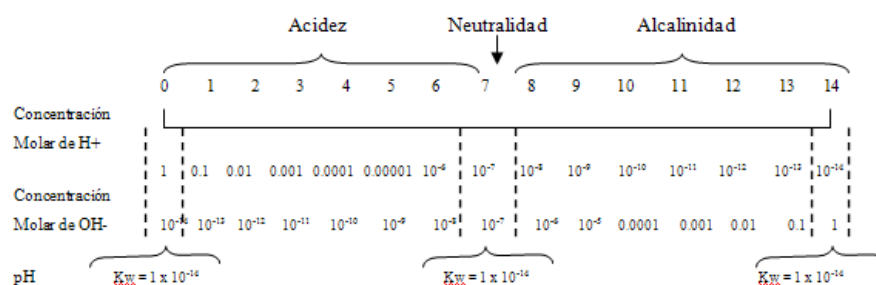 Acidez Neutralidad Alcalinidad
0 1 2 3 4 5 6 7 8 9 10 11 12 13 14
Concentración
Molar de H+
1 0.1 0.01 0.001 0.0001 0.00001 10⁻⁶ 10⁻⁷ 10⁻⁸ 10⁻⁹ 10⁻¹⁰ 10⁻¹¹ 10⁻¹² 10⁻¹³ 10⁻¹⁴
Concentración
Molar de OH- 10⁻¹⁴ 10⁻¹³ 10⁻¹² 10⁻¹¹ 10⁻¹⁰ 10⁻⁹ 10⁻⁸ 10⁻⁷ 10⁻⁶ 10⁻⁵ 0.0001 0.001 0.01 0.1 1
pH Kw = 1 x 10⁻¹⁴ Kw = 1 x 10⁻¹⁴ Kw = 1 x 10⁻¹⁴